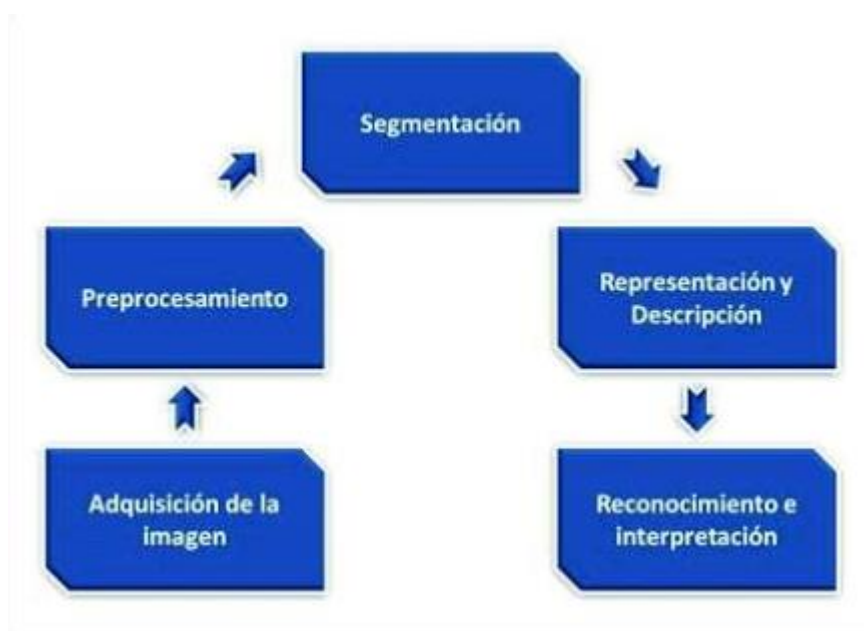 Segmentación
Preprocesamiento
Representación y
Descripción
Adquisición de la
imagen
Reconocimiento e
interpretación